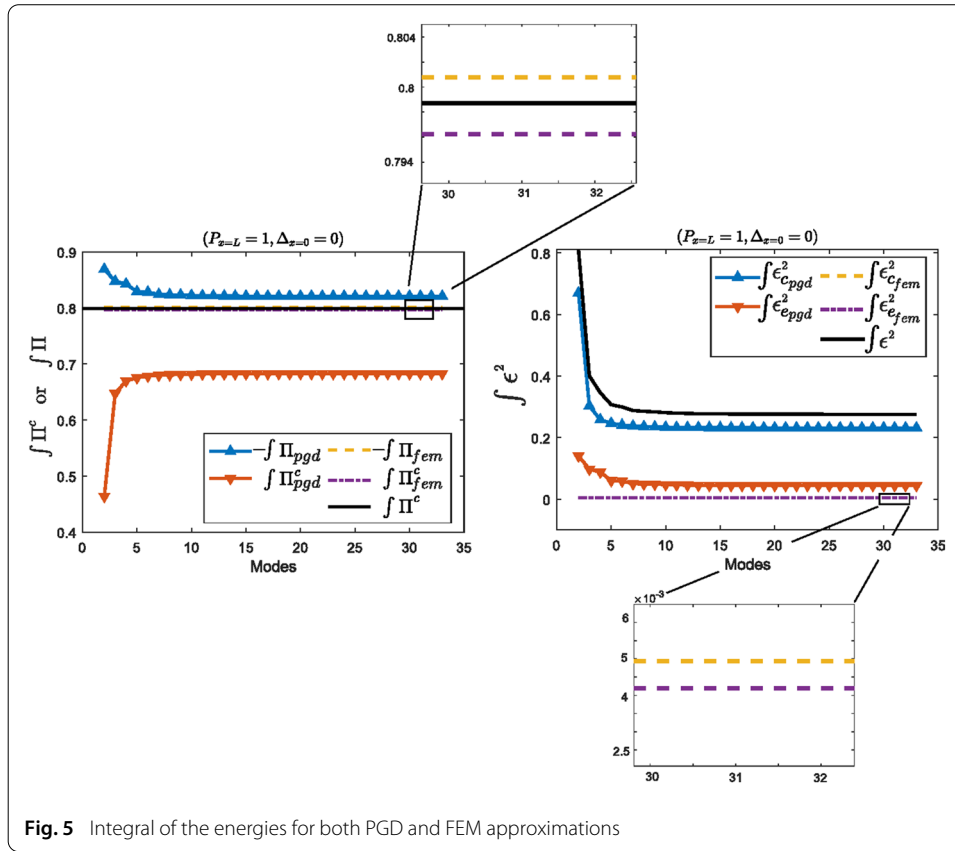 0.804
0.8
0.794
30 31 32
(P_{x=L} = 1, Δ_{x=0} = 0)
0.9
0.8
0.7
0.6
0.5
0.4
∫Π^c or ∫Π
−∫Π_{pgd}
∫Π^c_{pgd}
−∫Π_{fem}
∫Π^c_{fem}
∫Π^c
0 5 10 15 20 25 30 35
Modes
(P_{x=L} = 1, Δ_{x=0} = 0)
0.8
0.6
0.4
0.2
0
∫ϵ²
∫ϵ²_{c_{pgd}}
∫ϵ²_{e_{pgd}}
∫ϵ²_{c_{fem}}
∫ϵ²_{e_{fem}}
∫ϵ²
0 5 10 15 20 25 30 35
Modes
×10⁻³
6
5
4
2.5
30 31 32
Fig. 5 Integral of the energies for both PGD and FEM approximations